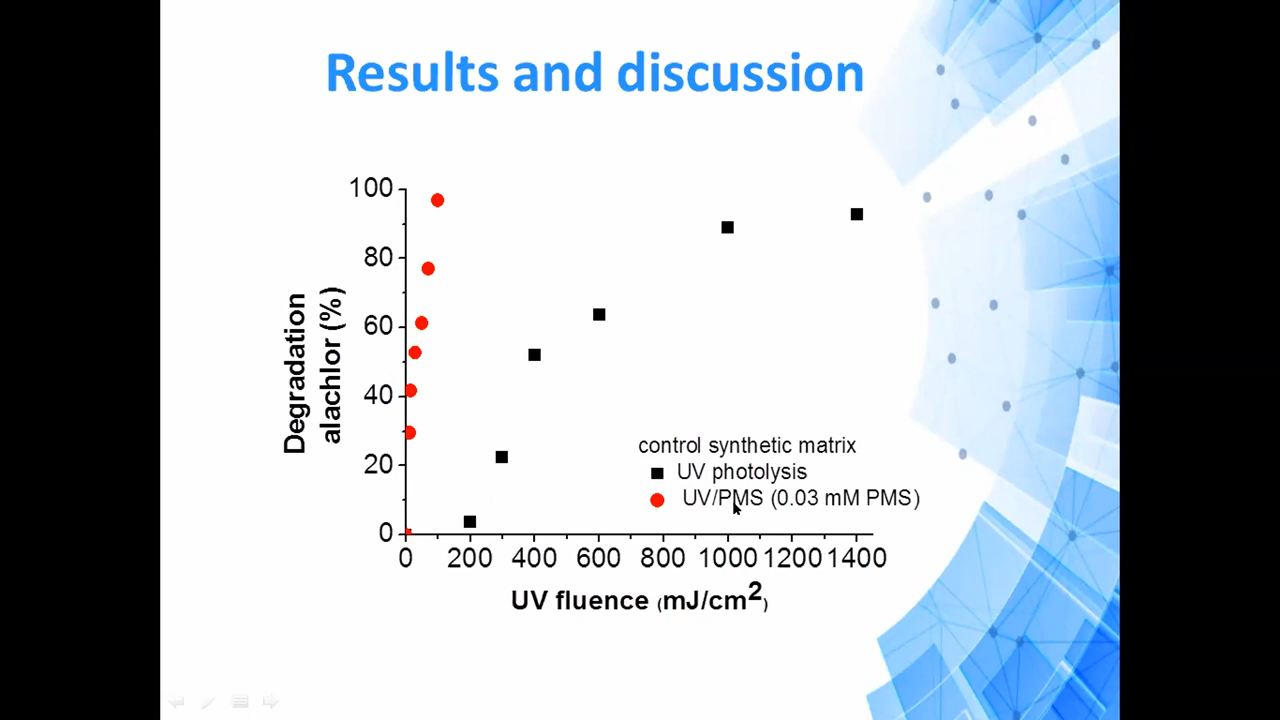 Results and discussion
100
80
60
40
20
0
Degradation
alachlor (%)
control synthetic matrix
UV photolysis
UV/PMS (0.03 mM PMS)
0 200 400 600 800 1000 1200 1400
UV fluence (mJ/cm²)